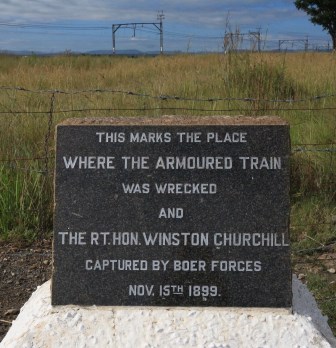 THIS MARKS THE PLACE
WHERE THE ARMOURED TRAIN
WAS WRECKED
AND
THE RT. HON. WINSTON CHURCHILL
CAPTURED BY BOER FORCES
NOV. 15TH 1899.